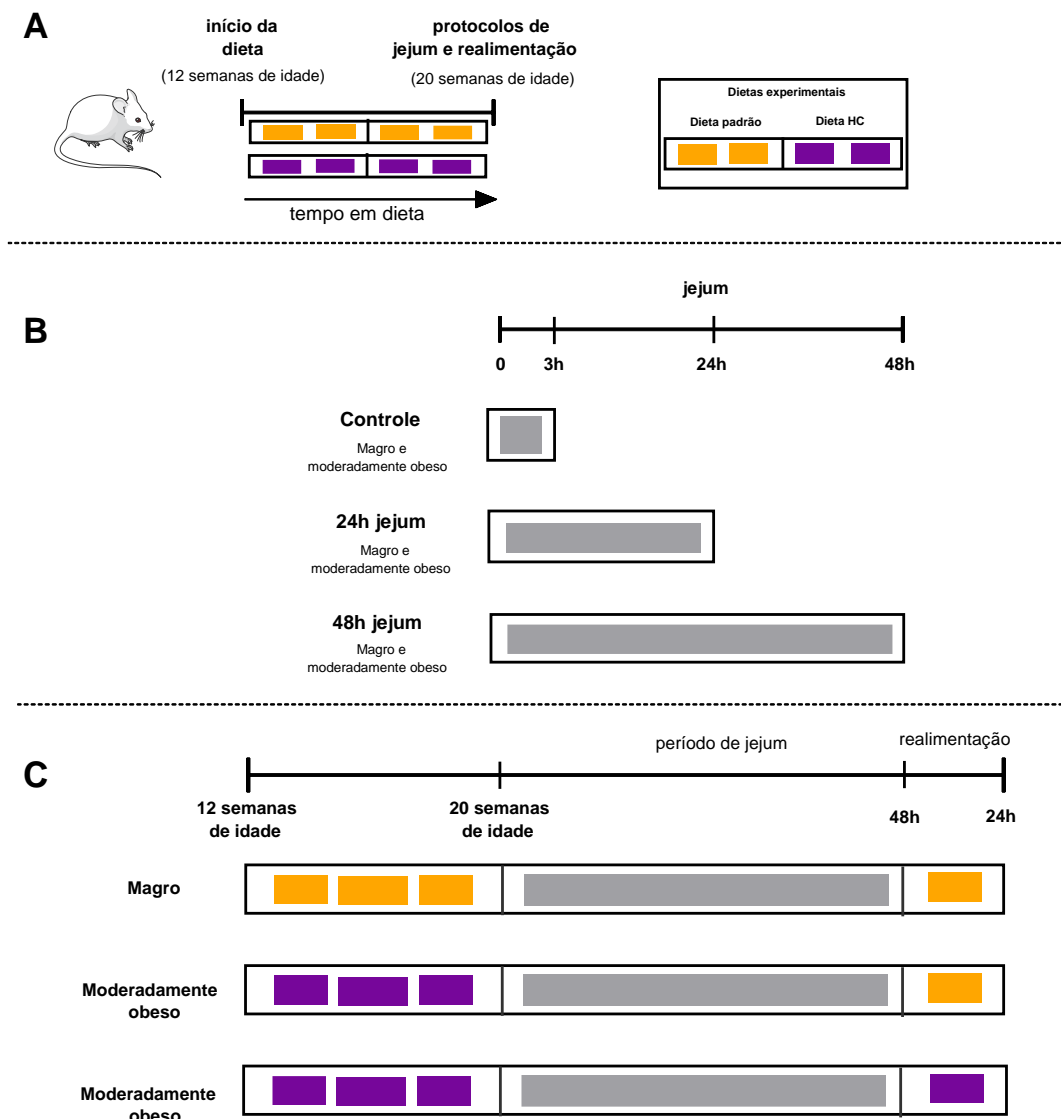 A
início da
dieta
(12 semanas de idade)
protocolos de
jejum e realimentação
(20 semanas de idade)
tempo em dieta
Dietas experimentais
Dieta padrão
Dieta HC
B
jejum
0
3h
24h
48h
Controle
Magro e
moderadamente obeso
24h jejum
Magro e
moderadamente obeso
48h jejum
Magro e
moderadamente obeso
C
período de jejum
realimentação
12 semanas
de idade
20 semanas
de idade
48h
24h
Magro
Moderadamente
obeso
Moderadamente
obeso